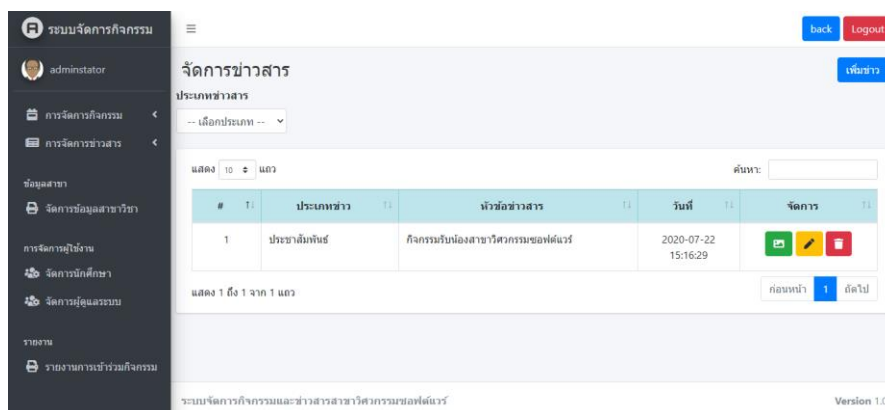 ระบบจัดการกิจกรรม
adminstator
การจัดการกิจกรรม
การจัดการข่าวสาร
ข้อมูลสาขา
จัดการข้อมูลสาขาวิชา
การจัดการผู้ใช้งาน
จัดการนักศึกษา
จัดการผู้ดูแลระบบ
รายงาน
รายงานการเข้าร่วมกิจกรรม
back Logout
จัดการข่าวสาร
เพิ่มข่าว
ประเภทข่าวสาร
-- เลือกประเภท --
แสดง 10 แถว
ค้นหา:
# ประเภทข่าว หัวข้อข่าวสาร วันที่ จัดการ
1 ประชาสัมพันธ์ กิจกรรมรับน้องสาขาวิศวกรรมซอฟต์แวร์ 2020-07-22
15:16:29
แสดง 1 ถึง 1 จาก 1 แถว
ก่อนหน้า 1 ถัดไป
ระบบจัดการกิจกรรมและข่าวสารสาขาวิศวกรรมซอฟต์แวร์
Version 1.0